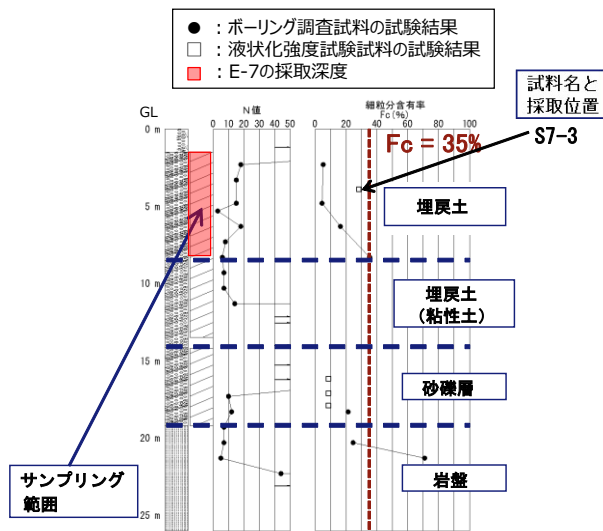 ● ：ボーリング調査試料の試験結果
□ ：液状化強度試験試料の試験結果
：E-7の採取深度
試料名と
採取位置
S7-3
GL
N 値
細粒分含有率
Fc(%)
0 10 20 30 40 50
0 20 40 60 80 100
Fc = 35%
0 m
5 m
10 m
15 m
20 m
25 m
埋戻土
埋戻土
（粘性土）
砂礫層
岩盤
サンプリング
範囲